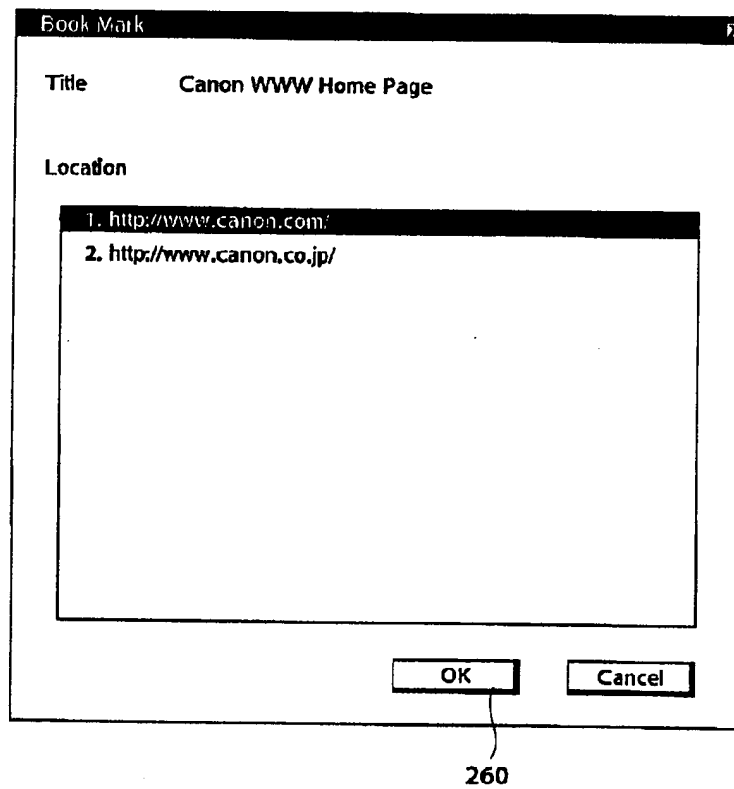 Book Mark
Title Canon WWW Home Page
Location
1. http://www.canon.com/
2. http://www.canon.co.jp/
OK Cancel
260